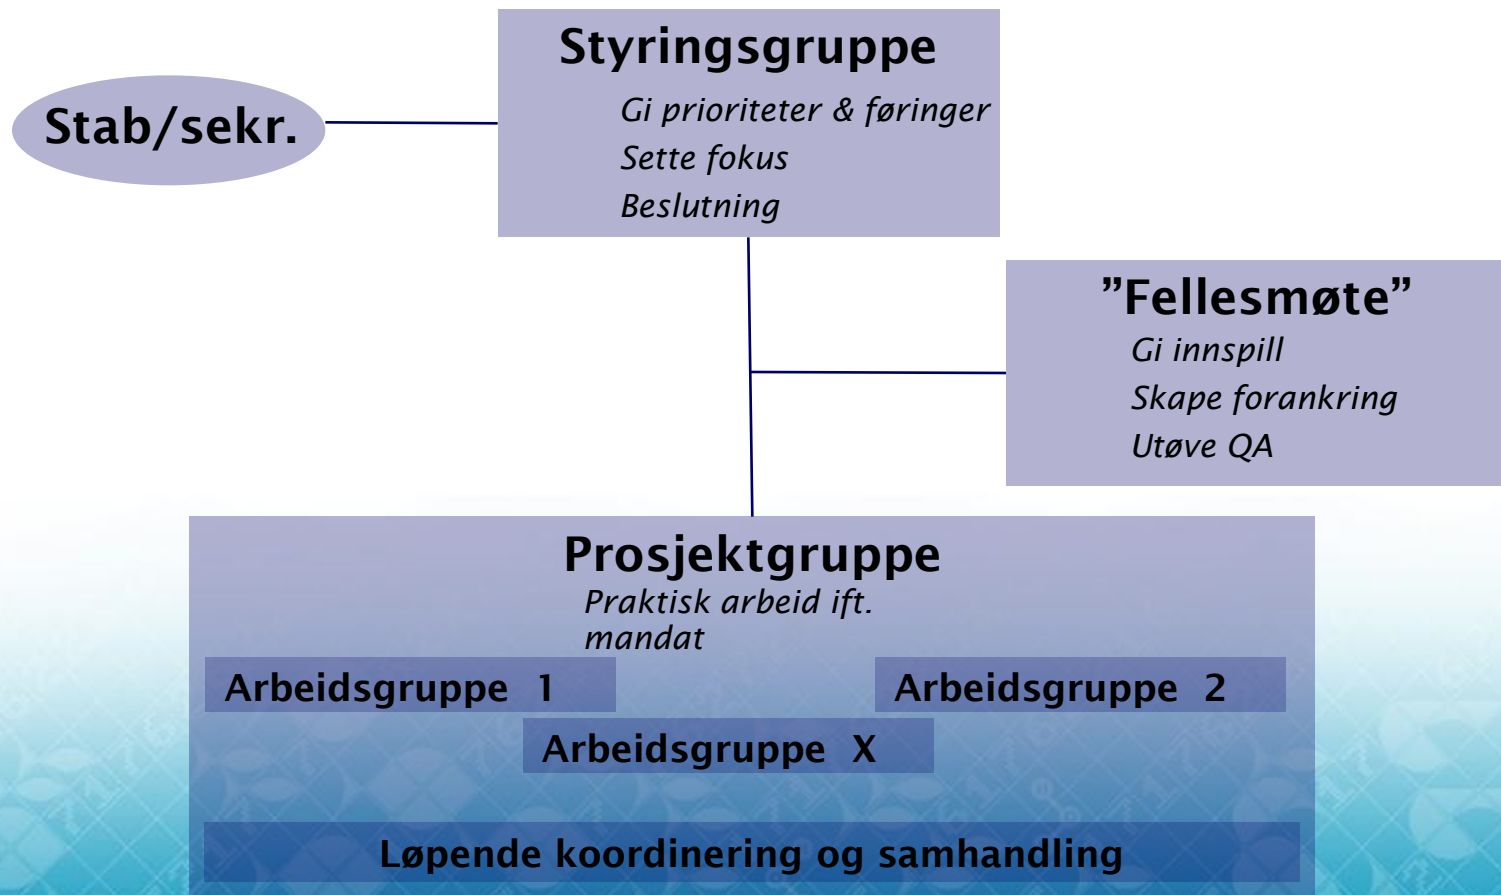 Styringsgruppe
Gi prioriteter & føringer
Sette fokus
Beslutning
Stab/sekr.
”Fellesmøte”
Gi innspill
Skape forankring
Utøve QA
Prosjektgruppe
Praktisk arbeid ift.
mandat
Arbeidsgruppe 1
Arbeidsgruppe 2
Arbeidsgruppe X
Løpende koordinering og samhandling